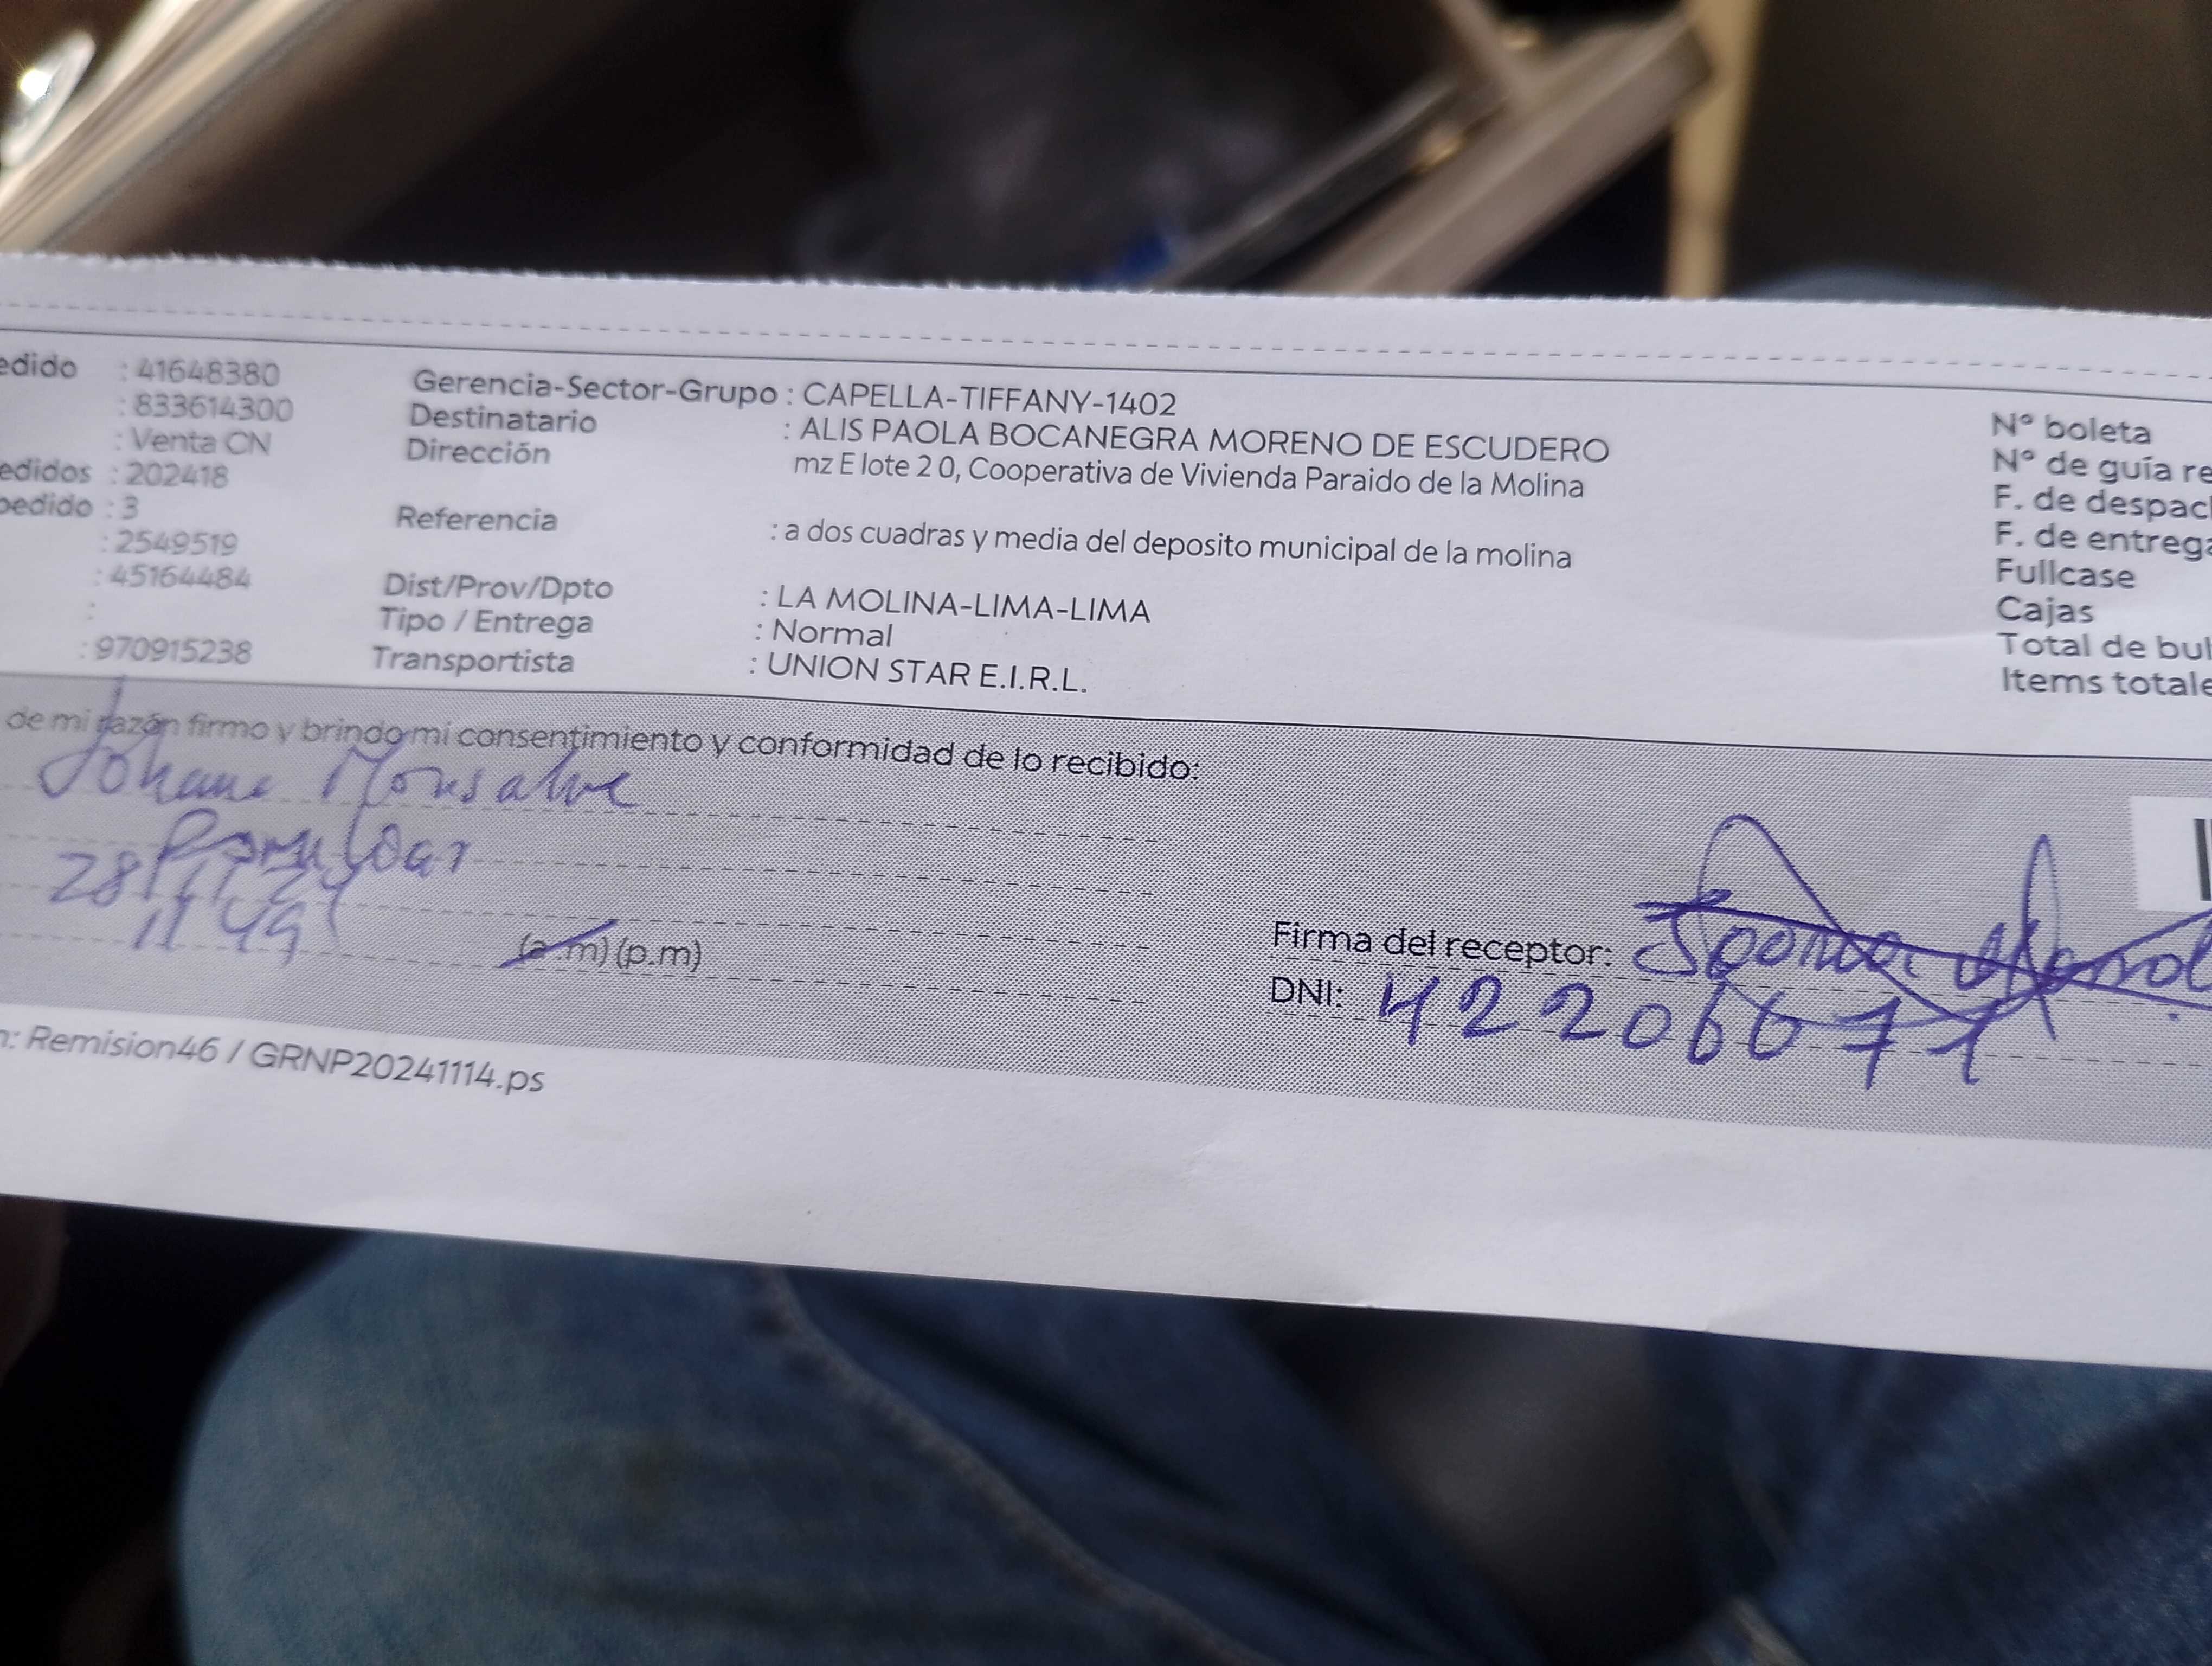 edido : 41648380
: 833614300
: Venta CN
edidos : 202418
pedido : 3
: 2549519
: 45164484
:
: 970915238
Gerencia-Sector-Grupo : CAPELLA-TIFFANY-1402
Destinatario : ALIS PAOLA BOCANEGRA MORENO DE ESCUDERO
Dirección mz E lote 2 0, Cooperativa de Vivienda Paraido de la Molina
Referencia : a dos cuadras y media del deposito municipal de la molina
Dist/Prov/Dpto : LA MOLINA-LIMA-LIMA
Tipo / Entrega : Normal
Transportista : UNION STAR E.I.R.L.
N° boleta
N° de guía re
F. de despac
F. de entrega
Fullcase
Cajas
Total de bul
Items totale
de mi razón firmo y brindo mi consentimiento y conformidad de lo recibido:
Johana Monsalve
28/11/24
11 49 (a.m) (p.m)
Firma del receptor:
DNI: 42206071
n: Remision46 / GRNP20241114.ps